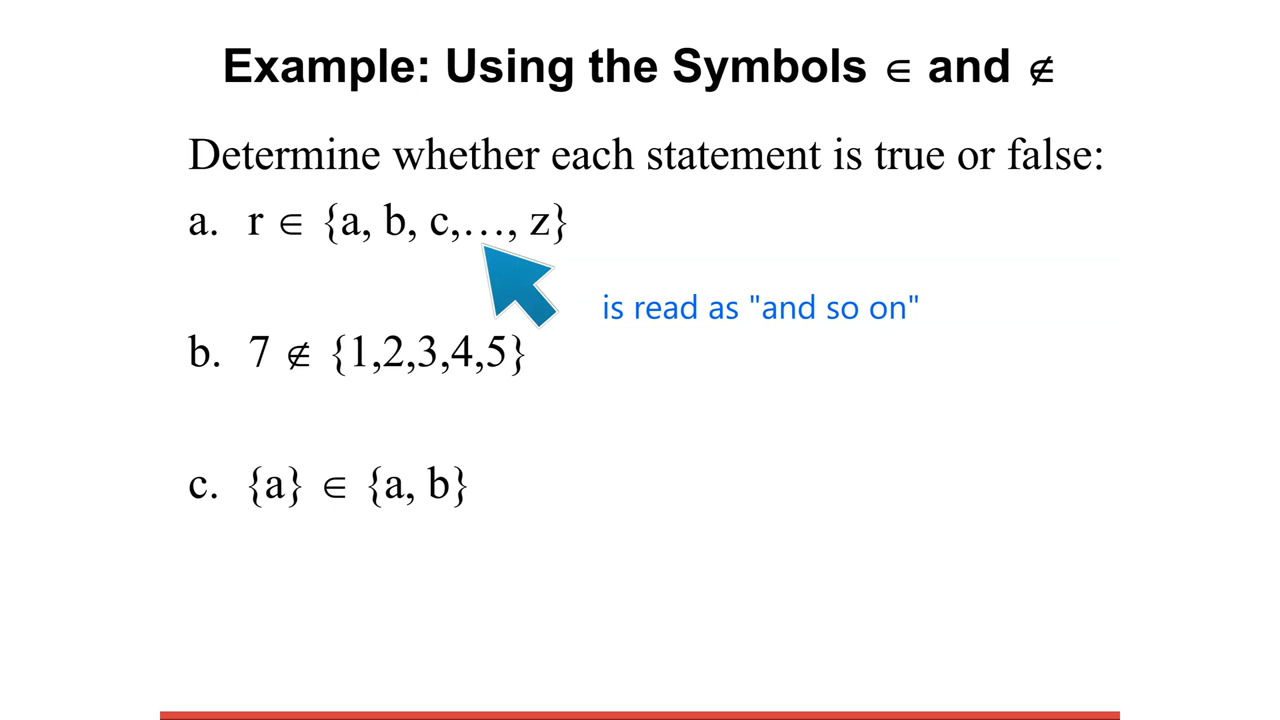 Example: Using the Symbols ∈ and ∉
Determine whether each statement is true or false:
a. r ∈ {a, b, c,…, z}
is read as "and so on"
b. 7 ∉ {1,2,3,4,5}
c. {a} ∈ {a, b}